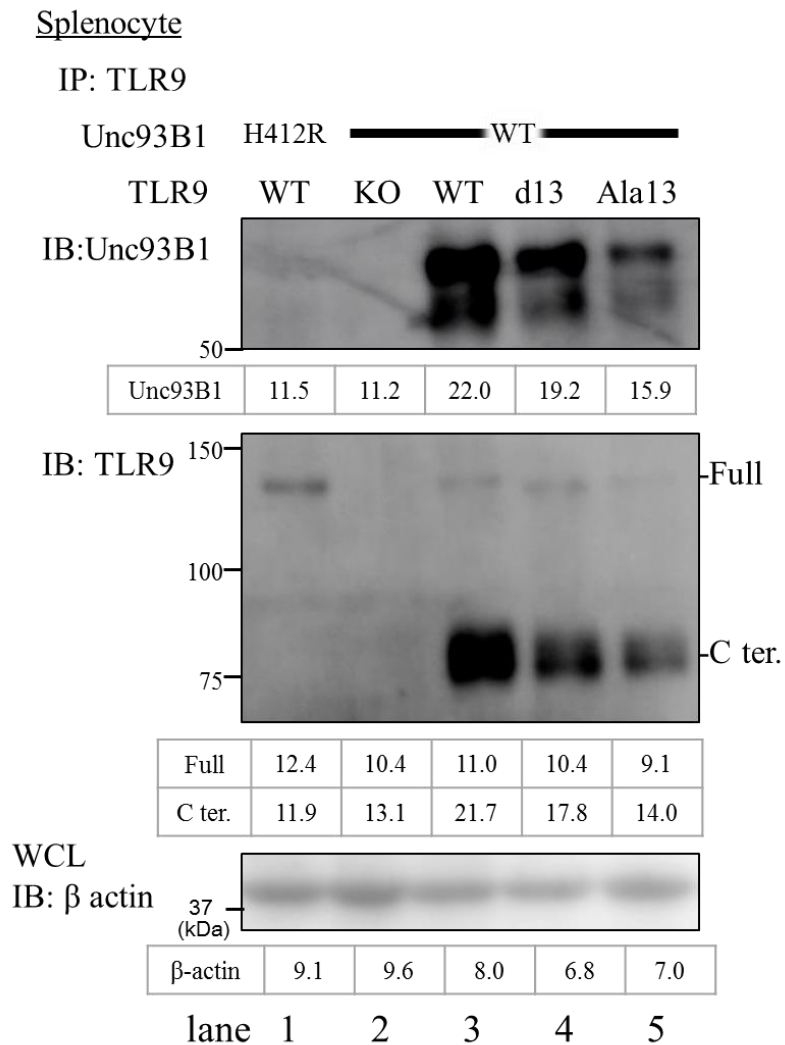 Splenocyte
IP: TLR9
Unc93B1 H412R WT
TLR9 WT KO WT d13 Ala13
IB:Unc93B1
50
Unc93B1 11.5 11.2 22.0 19.2 15.9
IB: TLR9 150
-Full
100
-C ter.
75
Full 12.4 10.4 11.0 10.4 9.1
C ter. 11.9 13.1 21.7 17.8 14.0
WCL
IB: β actin
37
(kDa)
β-actin 9.1 9.6 8.0 6.8 7.0
lane 1 2 3 4 5